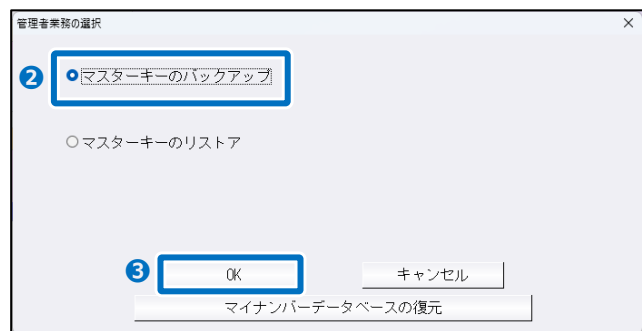 管理者業務の選択
❷
マスターキーのバックアップ
マスターキーのリストア
❸
OK
キャンセル
マイナンバーデータベースの復元